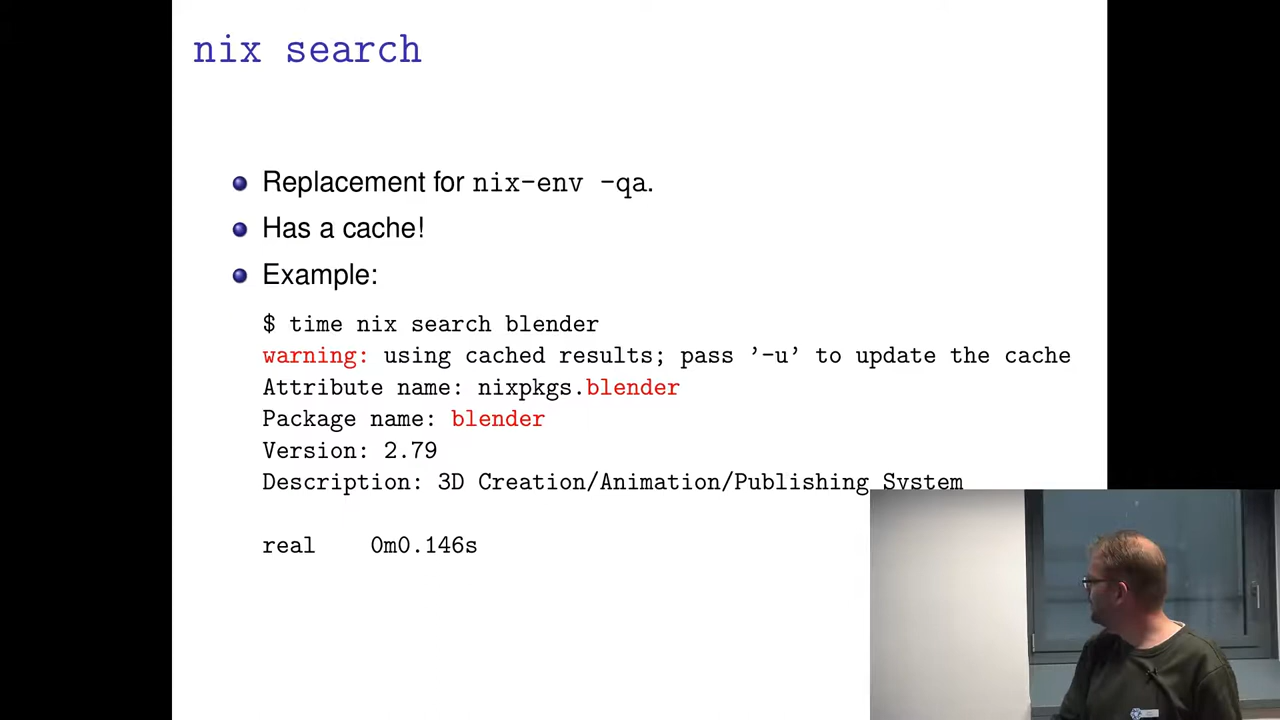 nix search
Replacement for nix-env -qa.
Has a cache!
Example:
$ time nix search blender
warning: using cached results; pass ’-u’ to update the cache
Attribute name: nixpkgs.blender
Package name: blender
Version: 2.79
Description: 3D Creation/Animation/Publishing System
real 0m0.146s